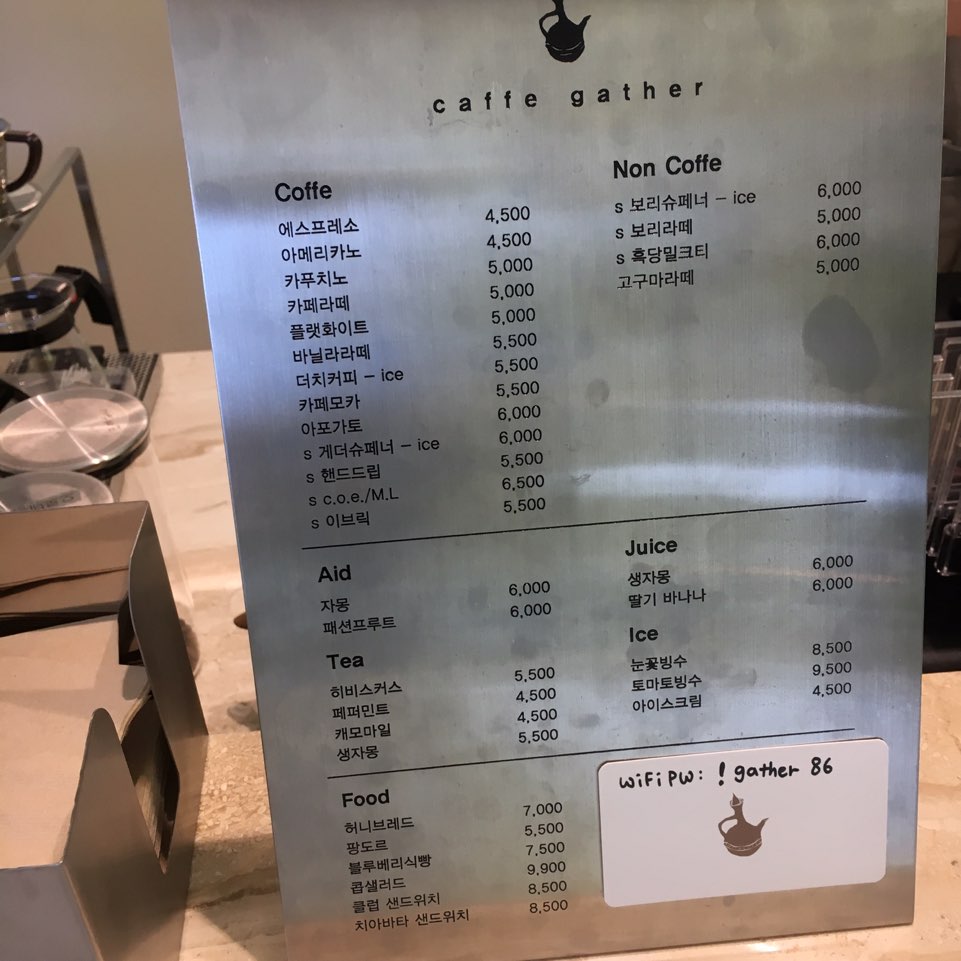 caffe gather
Coffe
에스프레소 4,500
아메리카노 4,500
카푸치노 5,000
카페라떼 5,000
플랫화이트 5,000
바닐라라떼 5,500
더치커피 – ice 5,500
카페모카 5,500
아포가토 6,000
s 게더슈페너 – ice 6,000
s 핸드드립 5,500
s c.o.e./M.L 6,500
s 이브릭 5,500
Non Coffe
s 보리슈페너 – ice 6,000
s 보리라떼 5,000
s 흑당밀크티 6,000
고구마라떼 5,000
Aid
자몽 6,000
패션프루트 6,000
Juice
생자몽 6,000
딸기 바나나 6,000
Tea
히비스커스 5,500
페퍼민트 4,500
캐모마일 4,500
생자몽 5,500
Ice
눈꽃빙수 8,500
토마토빙수 9,500
아이스크림 4,500
Food
허니브레드 7,000
팡도르 5,500
블루베리식빵 7,500
콥샐러드 9,900
클럽 샌드위치 8,500
치아바타 샌드위치 8,500
wiFi PW: ! gather 86